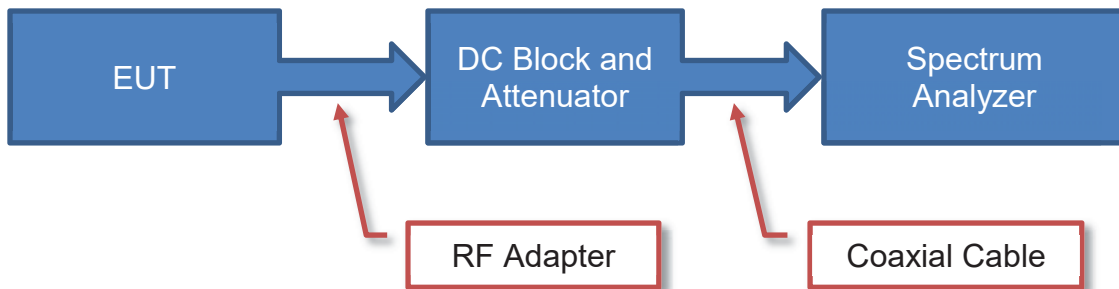 EUT
DC Block and
Attenuator
Spectrum
Analyzer
RF Adapter
Coaxial Cable